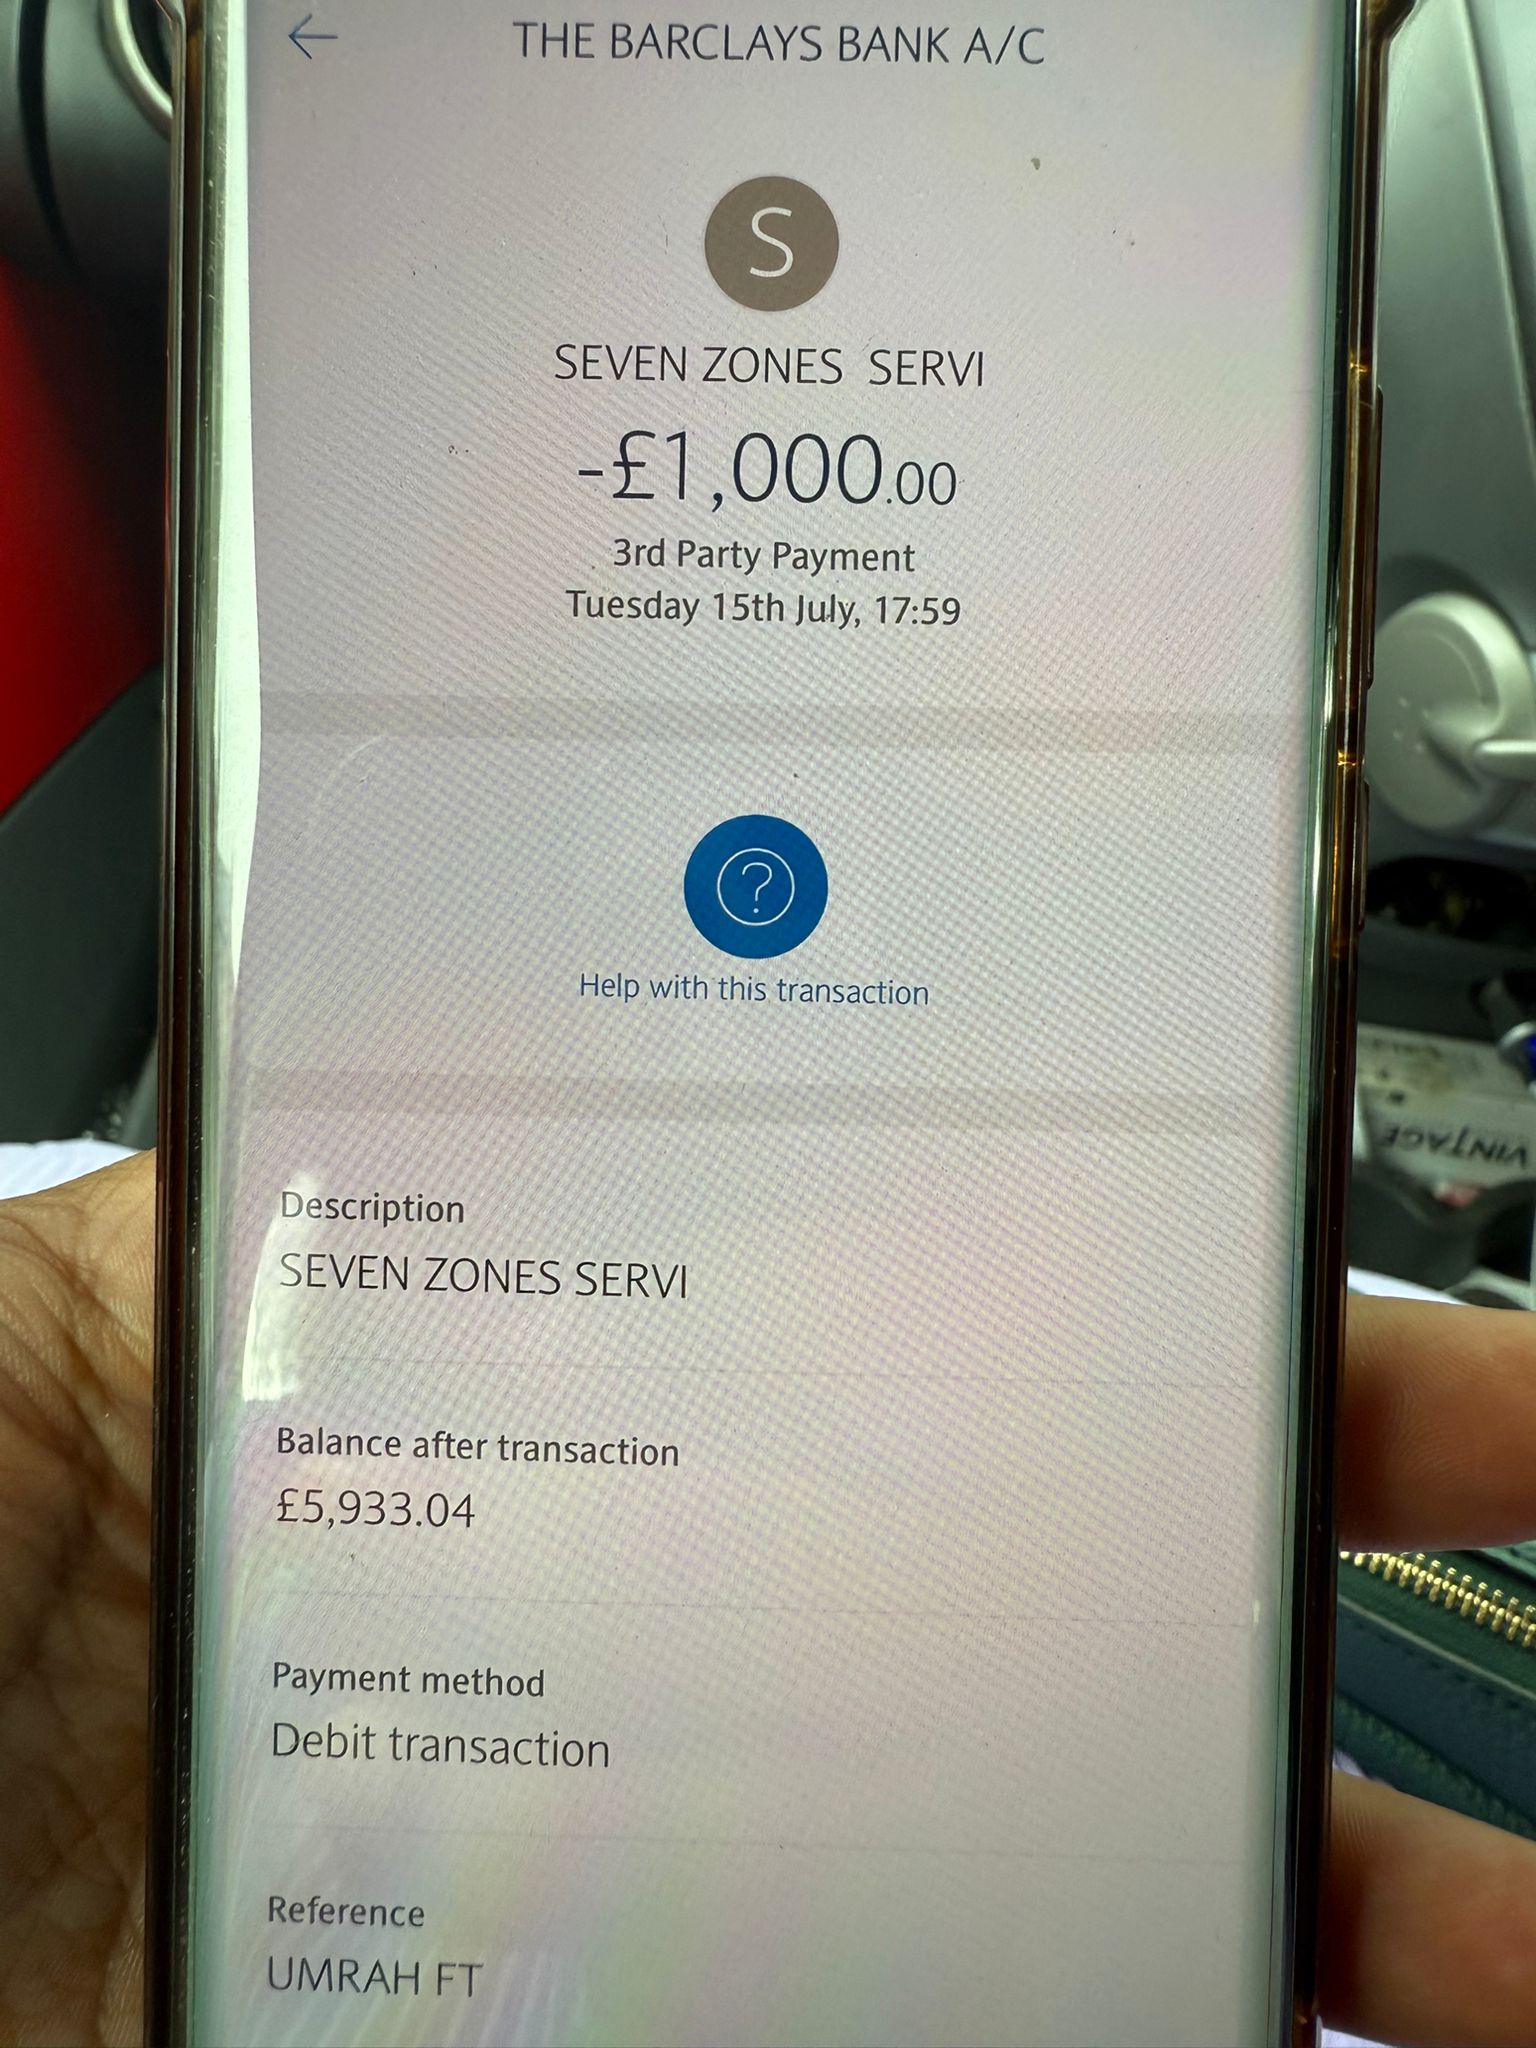 THE BARCLAYS BANK A/C
S
SEVEN ZONES SERVI
-£1,000.00
3rd Party Payment
Tuesday 15th July, 17:59
?
Help with this transaction
Description
SEVEN ZONES SERVI
Balance after transaction
£5,933.04
Payment method
Debit transaction
Reference
UMRAH FT
VINTAGE